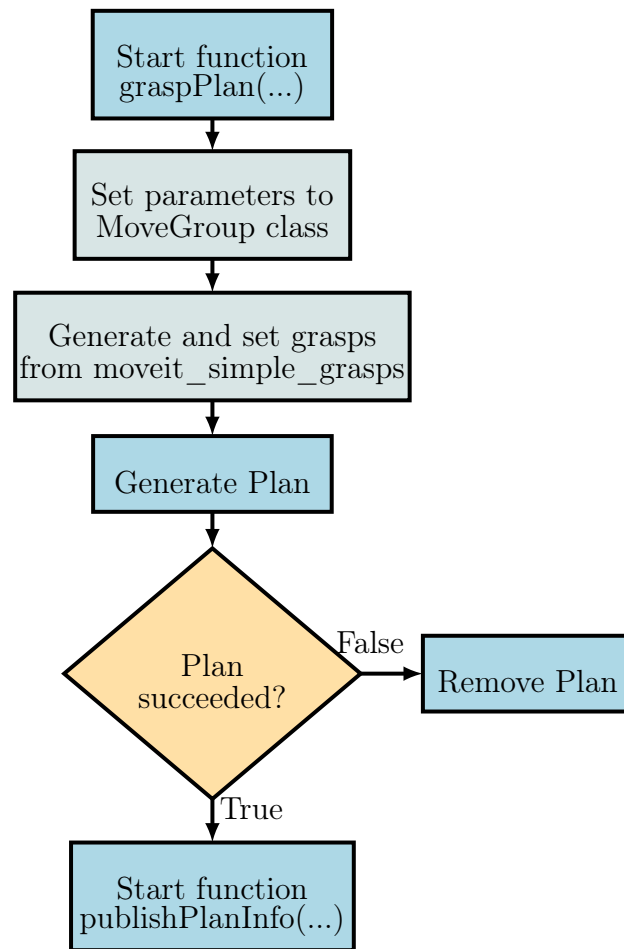 Start function
graspPlan(...)
Set parameters to
MoveGroup class
Generate and set grasps
from moveit_simple_grasps
Generate Plan
Plan
succeeded?
False
Remove Plan
True
Start function
publishPlanInfo(...)